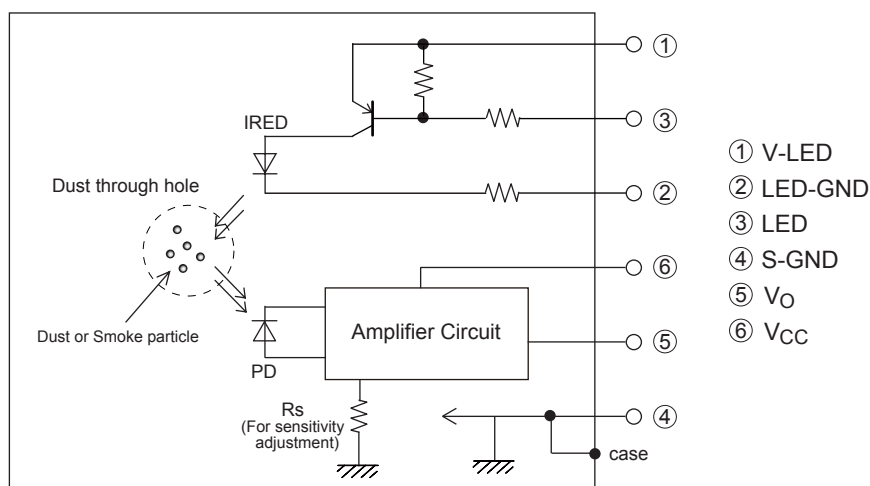 ①
IRED
③
Dust through hole
②
⑥
Amplifier Circuit
⑤
Dust or Smoke particle
PD
Rs
(For sensitivity
adjustment)
④
case
① V-LED
② LED-GND
③ LED
④ S-GND
⑤ VO
⑥ VCC